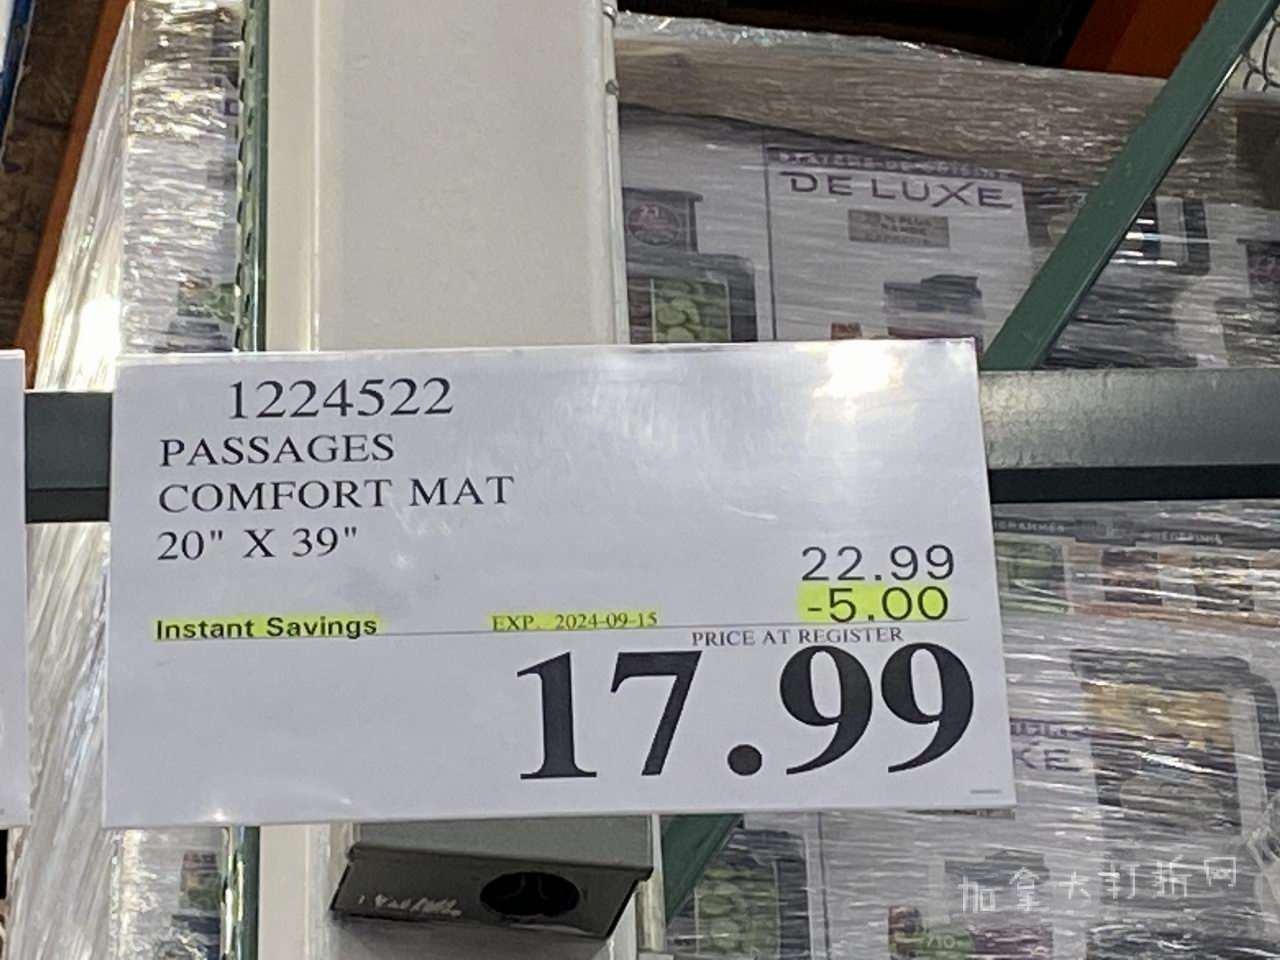 DE LUXE
1224522
PASSAGES
COMFORT MAT
20" X 39"
22.99
-5.00
Instant Savings
EXP. 2024-09-15
PRICE AT REGISTER
17.99
加拿大打折网